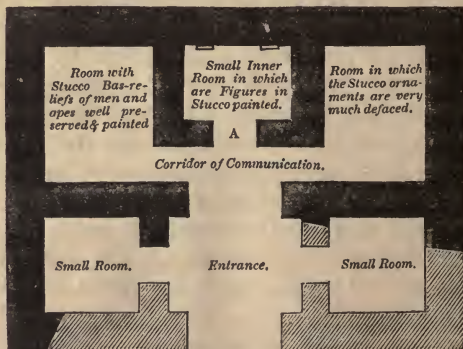 Room with
Stucco Bas-re-
liefs of men and
apes well pre-
served & painted
Small Inner
Room in which
are Figures in
Stucco painted.
Room in which
the Stucco orna-
ments are very
much defaced.
A
Corridor of Communication.
Small Room.
Entrance.
Small Room.